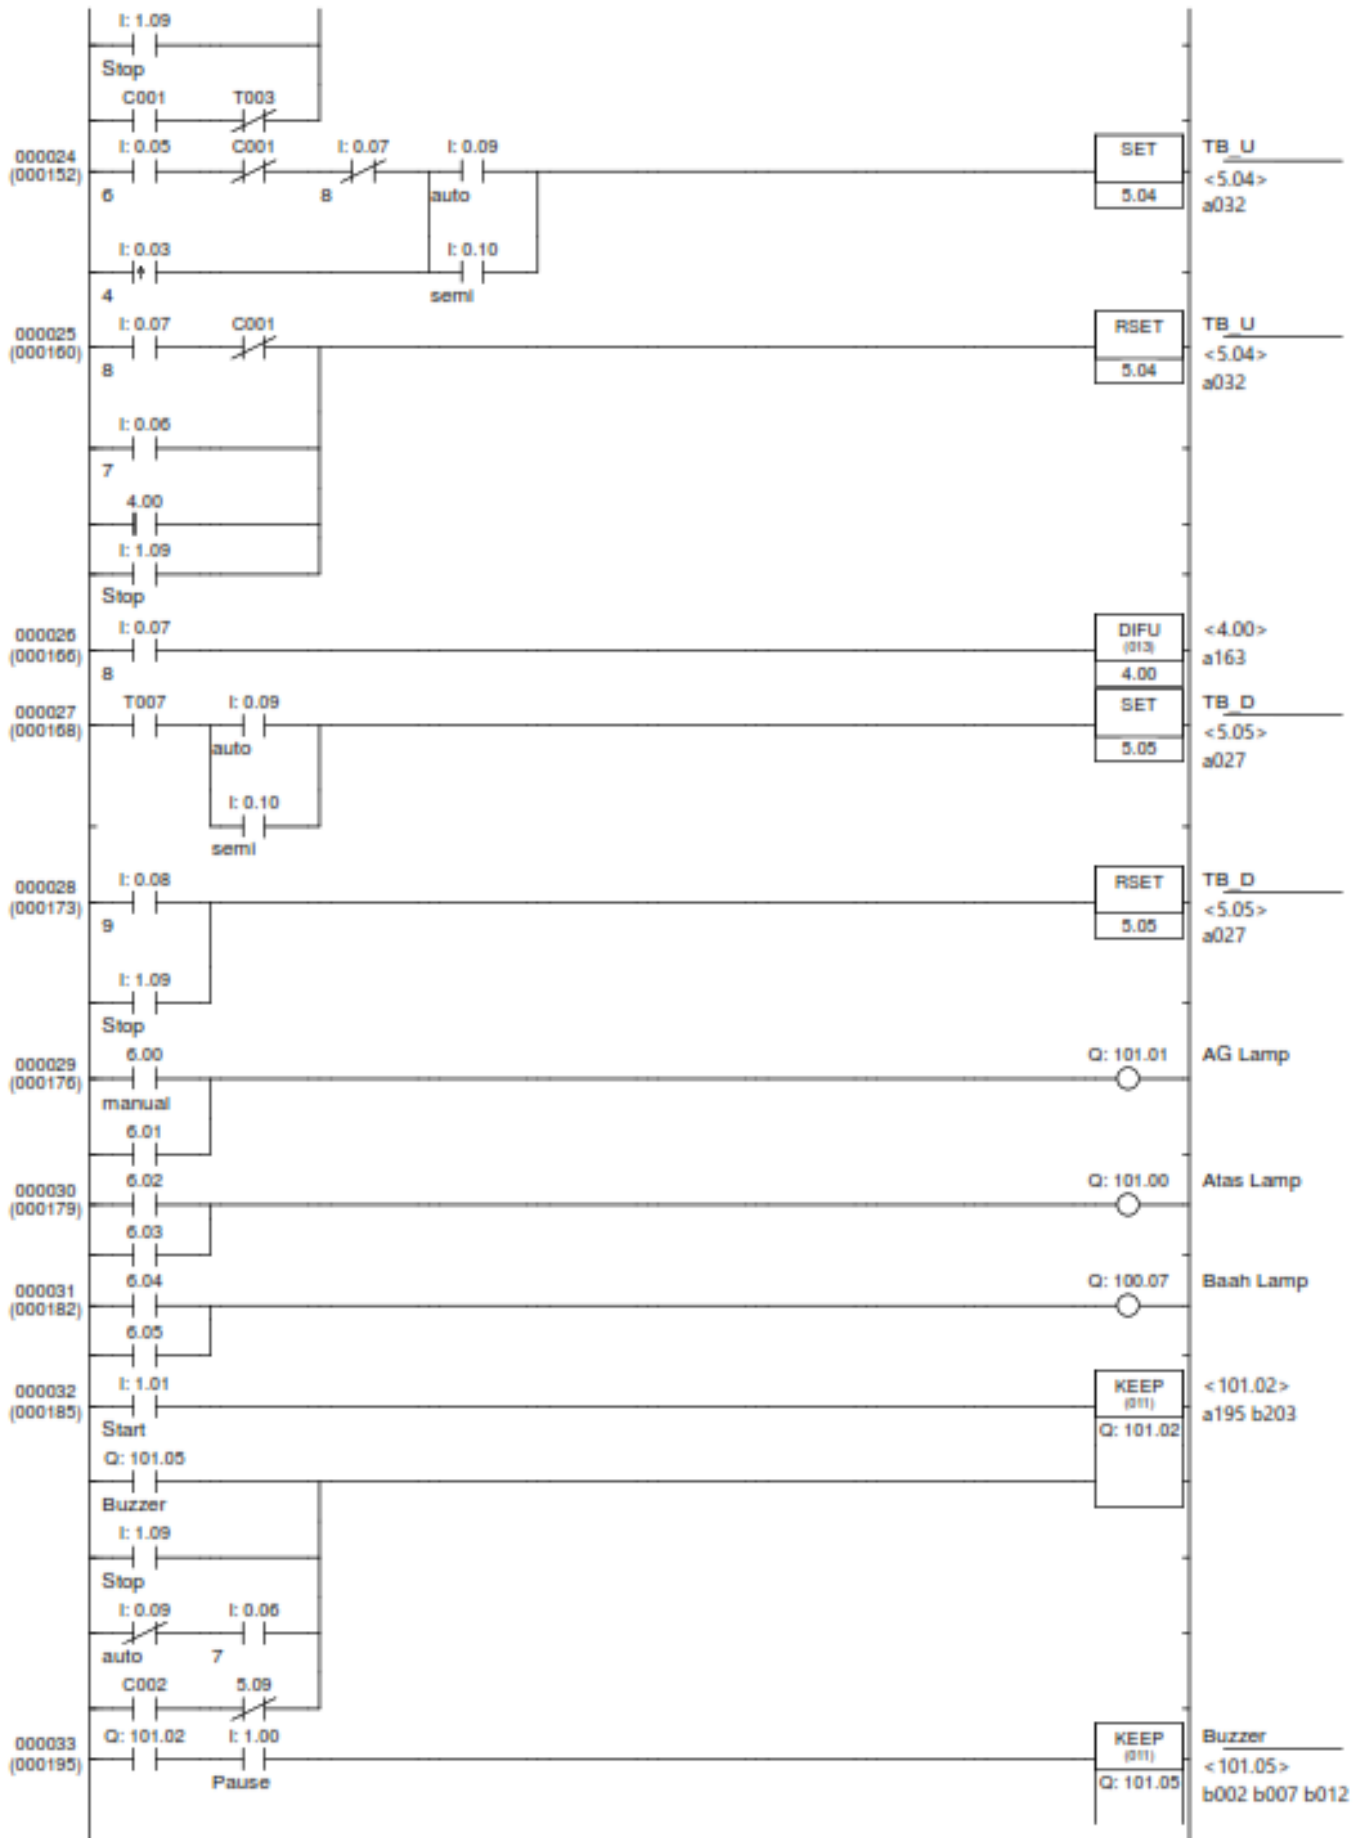 I: 1.09
Stop
C001 T003
000024
(000152)
I: 0.05 C001 I: 0.07 I: 0.09
6 8 auto
SET
5.04
TB_U
<5.04>
a032
I: 0.03 I: 0.10
4 semi
000025
(000160)
I: 0.07 C001
8
RSET
5.04
TB_U
<5.04>
a032
I: 0.06
7
4.00
I: 1.09
Stop
000026
(000166)
I: 0.07
8
DIFU
(013)
4.00
<4.00>
a163
000027
(000168)
T007 I: 0.09
auto
SET
5.05
TB_D
<5.05>
a027
I: 0.10
semi
000028
(000173)
I: 0.08
9
RSET
5.05
TB_D
<5.05>
a027
I: 1.09
Stop
000029
(000176)
6.00
manual
Q: 101.01 AG Lamp
6.01
000030
(000179)
6.02
Q: 101.00 Atas Lamp
6.03
000031
(000182)
6.04
Q: 100.07 Baah Lamp
6.05
000032
(000185)
I: 1.01
Start
KEEP
(011)
Q: 101.02
<101.02>
a195 b203
Q: 101.05
Buzzer
I: 1.09
Stop
I: 0.09 I: 0.06
auto 7
C002 5.09
000033
(000195)
Q: 101.02 I: 1.00
Pause
KEEP
(011)
Q: 101.05
Buzzer
<101.05>
b002 b007 b012